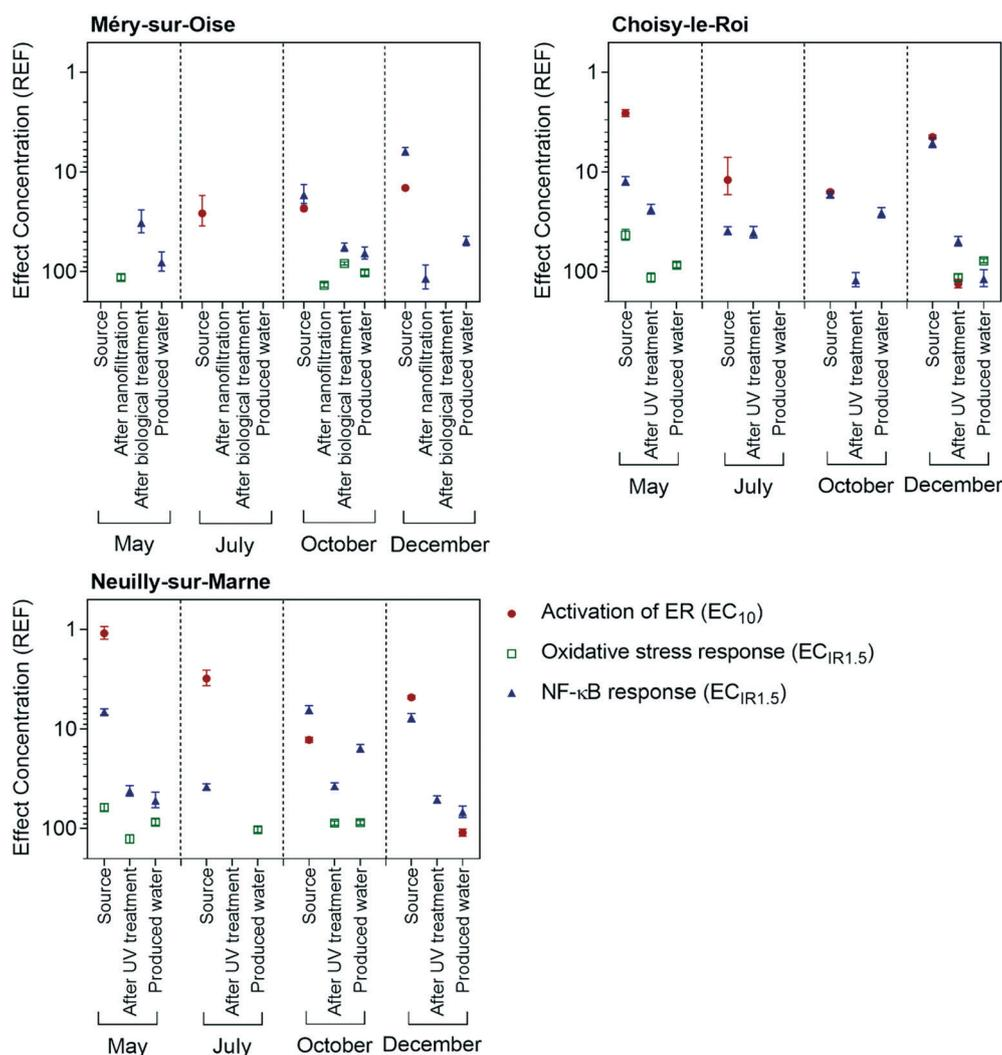 Méry-sur-Oise
Effect Concentration (REF)
1
10
100
Source
After nanofiltration
After biological treatment
Produced water
Source
After nanofiltration
After biological treatment
Produced water
Source
After nanofiltration
After biological treatment
Produced water
Source
After nanofiltration
After biological treatment
Produced water
May
July
October
December
Choisy-le-Roi
Effect Concentration (REF)
1
10
100
Source
After UV treatment
Produced water
Source
After UV treatment
Produced water
Source
After UV treatment
Produced water
Source
After UV treatment
Produced water
May
July
October
December
Neuilly-sur-Marne
Effect Concentration (REF)
1
10
100
Source
After UV treatment
Produced water
Source
After UV treatment
Produced water
Source
After UV treatment
Produced water
Source
After UV treatment
Produced water
May
July
October
December
Activation of ER (EC10)
Oxidative stress response (ECIR1.5)
NF-κB response (ECIR1.5)